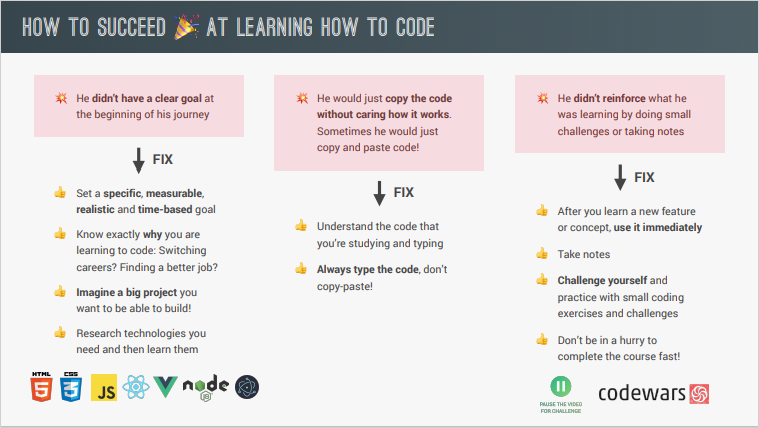 HOW TO SUCCEED 🎉 AT LEARNING HOW TO CODE
💥 He didn't have a clear goal at
the beginning of his journey
FIX
👍 Set a specific, measurable,
realistic and time-based goal
👍 Know exactly why you are
learning to code: Switching
careers? Finding a better job?
👍 Imagine a big project you
want to be able to build!
👍 Research technologies you
need and then learn them
HTML
5
CSS
3
JS
node
JS
💥 He would just copy the code
without caring how it works.
Sometimes he would just
copy and paste code!
FIX
👍 Understand the code that
you're studying and typing
👍 Always type the code, don't
copy-paste!
💥 He didn't reinforce what he
was learning by doing small
challenges or taking notes
FIX
👍 After you learn a new feature
or concept, use it immediately
👍 Take notes
👍 Challenge yourself and
practice with small coding
exercises and challenges
👍 Don't be in a hurry to
complete the course fast!
PAUSE THE VIDEO
FOR CHALLENGE
codewars